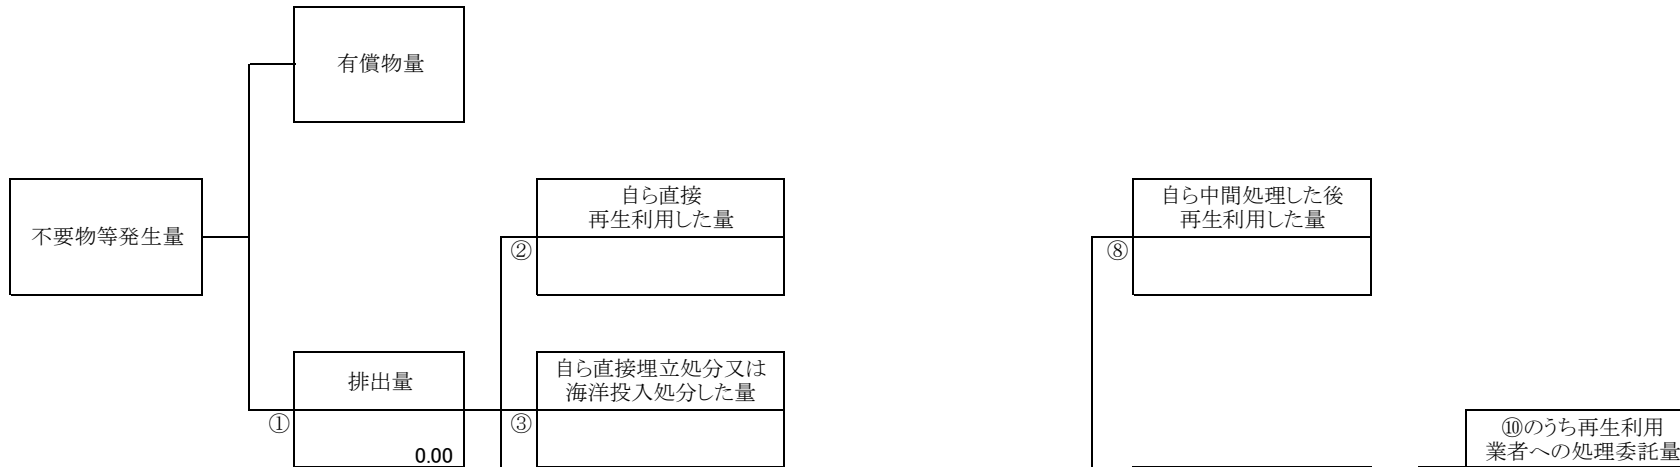 有償物量
不要物等発生量
自ら直接
再生利用した量
②
自ら中間処理した後
再生利用した量
⑧
排出量
①
0.00
自ら直接埋立処分又は
海洋投入処分した量
③
⑩のうち再生利用
業者への処理委託量